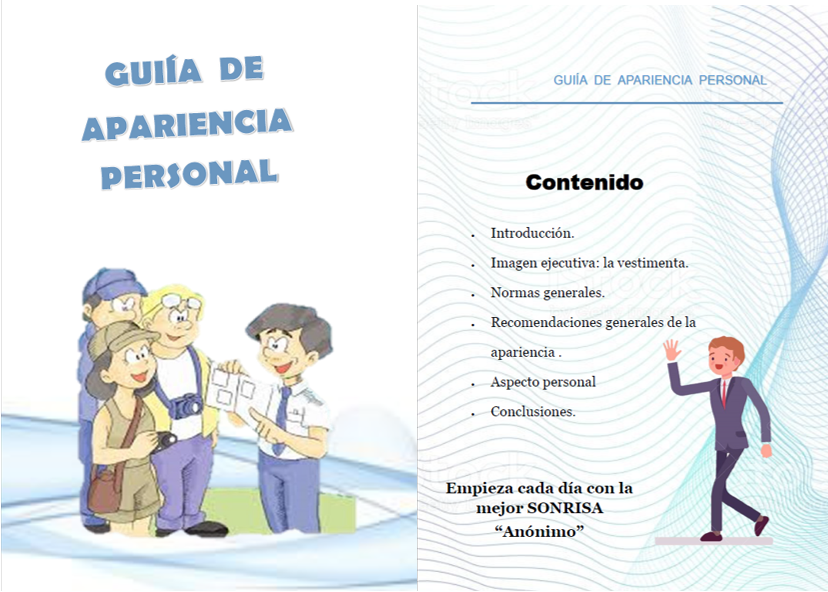 GUIÍA DE
APARIENCIA
PERSONAL
GUIÍA DE APARIENCIA PERSONAL
Contenido
• Introducción.
• Imagen ejecutiva: la vestimenta.
• Normas generales.
• Recomendaciones generales de la
apariencia .
• Aspecto personal
• Conclusiones.
Empieza cada día con la
mejor SONRISA
“Anónimo”